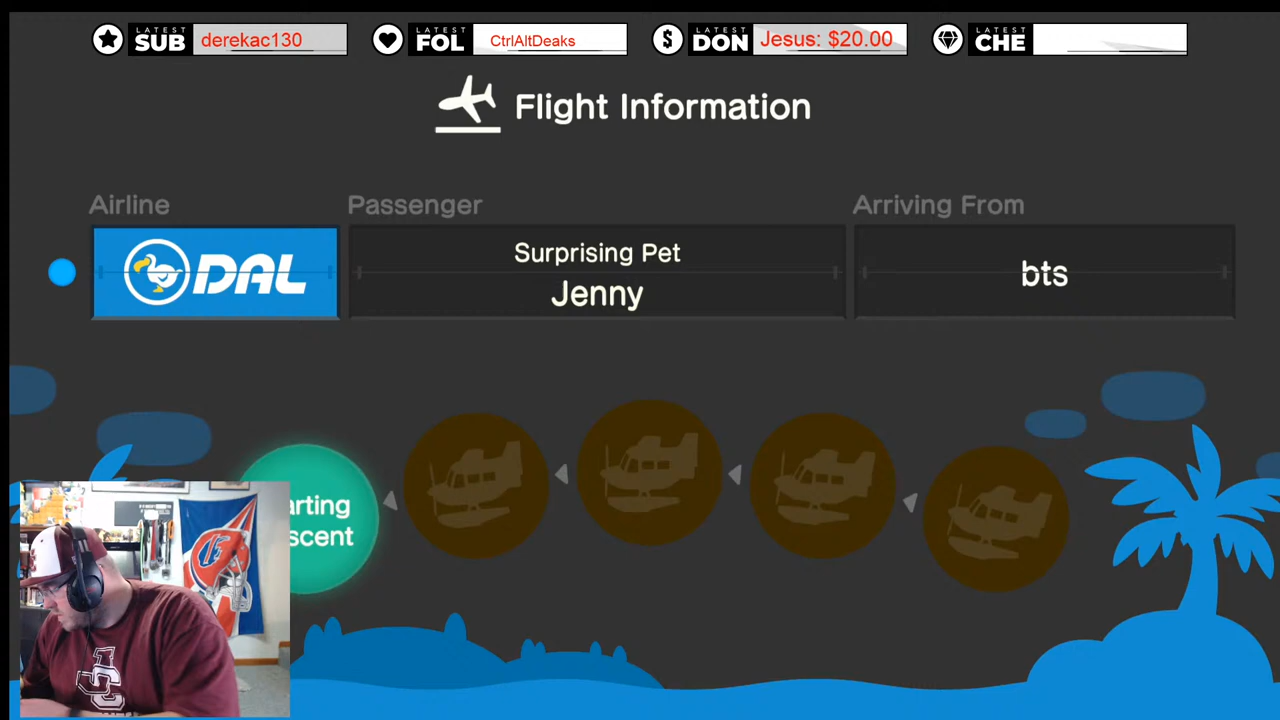 LATEST
SUB
derekac130
LATEST
FOL
CtrlAltDeaks
LATEST
DON
Jesus: $20.00
LATEST
CHE
Flight Information
Airline
Passenger
Arriving From
DAL
Surprising Pet
Jenny
bts
arting
scent